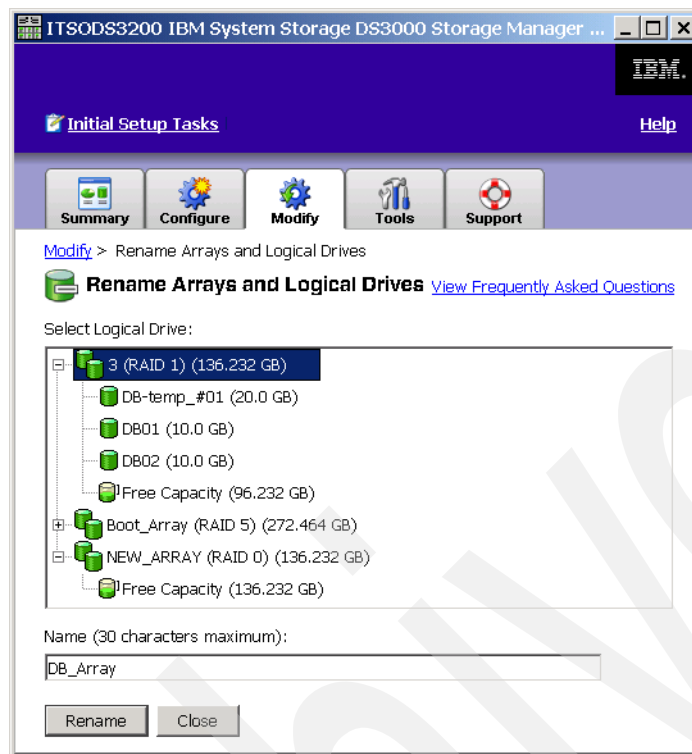 ITSODS3200 IBM System Storage DS3000 Storage Manager ...
IBM.
Initial Setup Tasks
Help
Summary
Configure
Modify
Tools
Support
Modify > Rename Arrays and Logical Drives
Rename Arrays and Logical Drives View Frequently Asked Questions
Select Logical Drive:
3 (RAID 1) (136.232 GB)
DB-temp_#01 (20.0 GB)
DB01 (10.0 GB)
DB02 (10.0 GB)
Free Capacity (96.232 GB)
Boot_Array (RAID 5) (272.464 GB)
NEW_ARRAY (RAID 0) (136.232 GB)
Free Capacity (136.232 GB)
Name (30 characters maximum):
DB_Array
Rename
Close